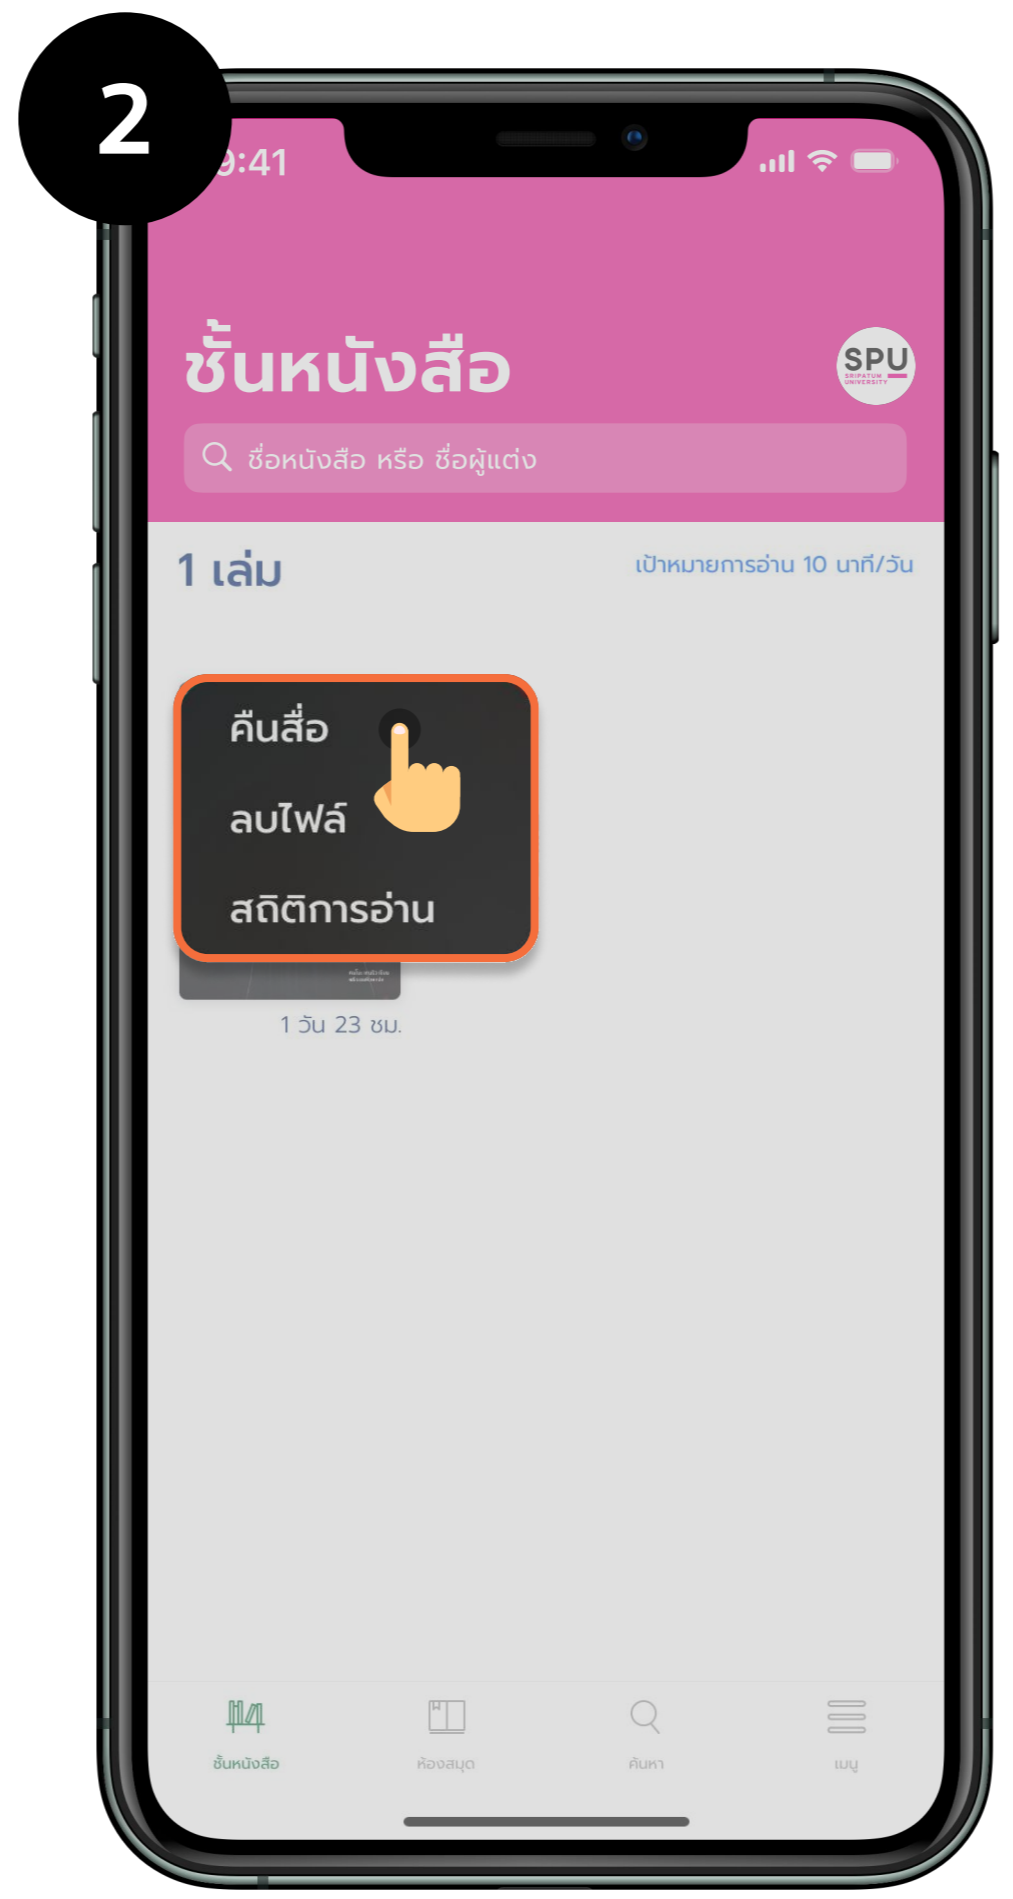 2
9:41
ชั้นหนังสือ
SPU
SRIPATUM
UNIVERSITY
ชื่อหนังสือ หรือ ชื่อผู้แต่ง
1 เล่ม
เป้าหมายการอ่าน 10 นาที/วัน
คืนสื่อ
ลบไฟล์
สถิติการอ่าน
1 วัน 23 ชม.
ชั้นหนังสือ
ห้องสมุด
ค้นหา
เมนู